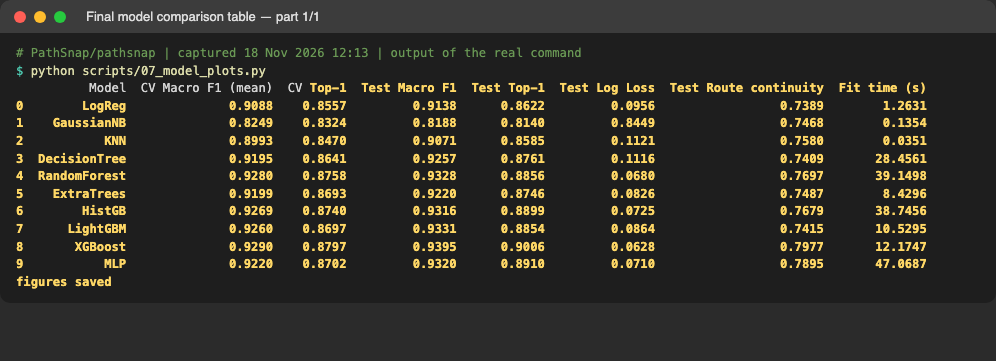 Final model comparison table — part 1/1
# PathSnap/pathsnap | captured 18 Nov 2026 12:13 | output of the real command
$ python scripts/07_model_plots.py
Model CV Macro F1 (mean) CV Top-1 Test Macro F1 Test Top-1 Test Log Loss Test Route continuity Fit time (s)
0 LogReg 0.9088 0.8557 0.9138 0.8622 0.0956 0.7389 1.2631
1 GaussianNB 0.8249 0.8324 0.8188 0.8140 0.8449 0.7468 0.1354
2 KNN 0.8993 0.8470 0.9071 0.8585 0.1121 0.7580 0.0351
3 DecisionTree 0.9195 0.8641 0.9257 0.8761 0.1116 0.7409 28.4561
4 RandomForest 0.9280 0.8758 0.9328 0.8856 0.0680 0.7697 39.1498
5 ExtraTrees 0.9199 0.8693 0.9220 0.8746 0.0826 0.7487 8.4296
6 HistGB 0.9269 0.8740 0.9316 0.8899 0.0725 0.7679 38.7456
7 LightGBM 0.9260 0.8697 0.9331 0.8854 0.0864 0.7415 10.5295
8 XGBoost 0.9290 0.8797 0.9395 0.9006 0.0628 0.7977 12.1747
9 MLP 0.9220 0.8702 0.9320 0.8910 0.0710 0.7895 47.0687
figures saved